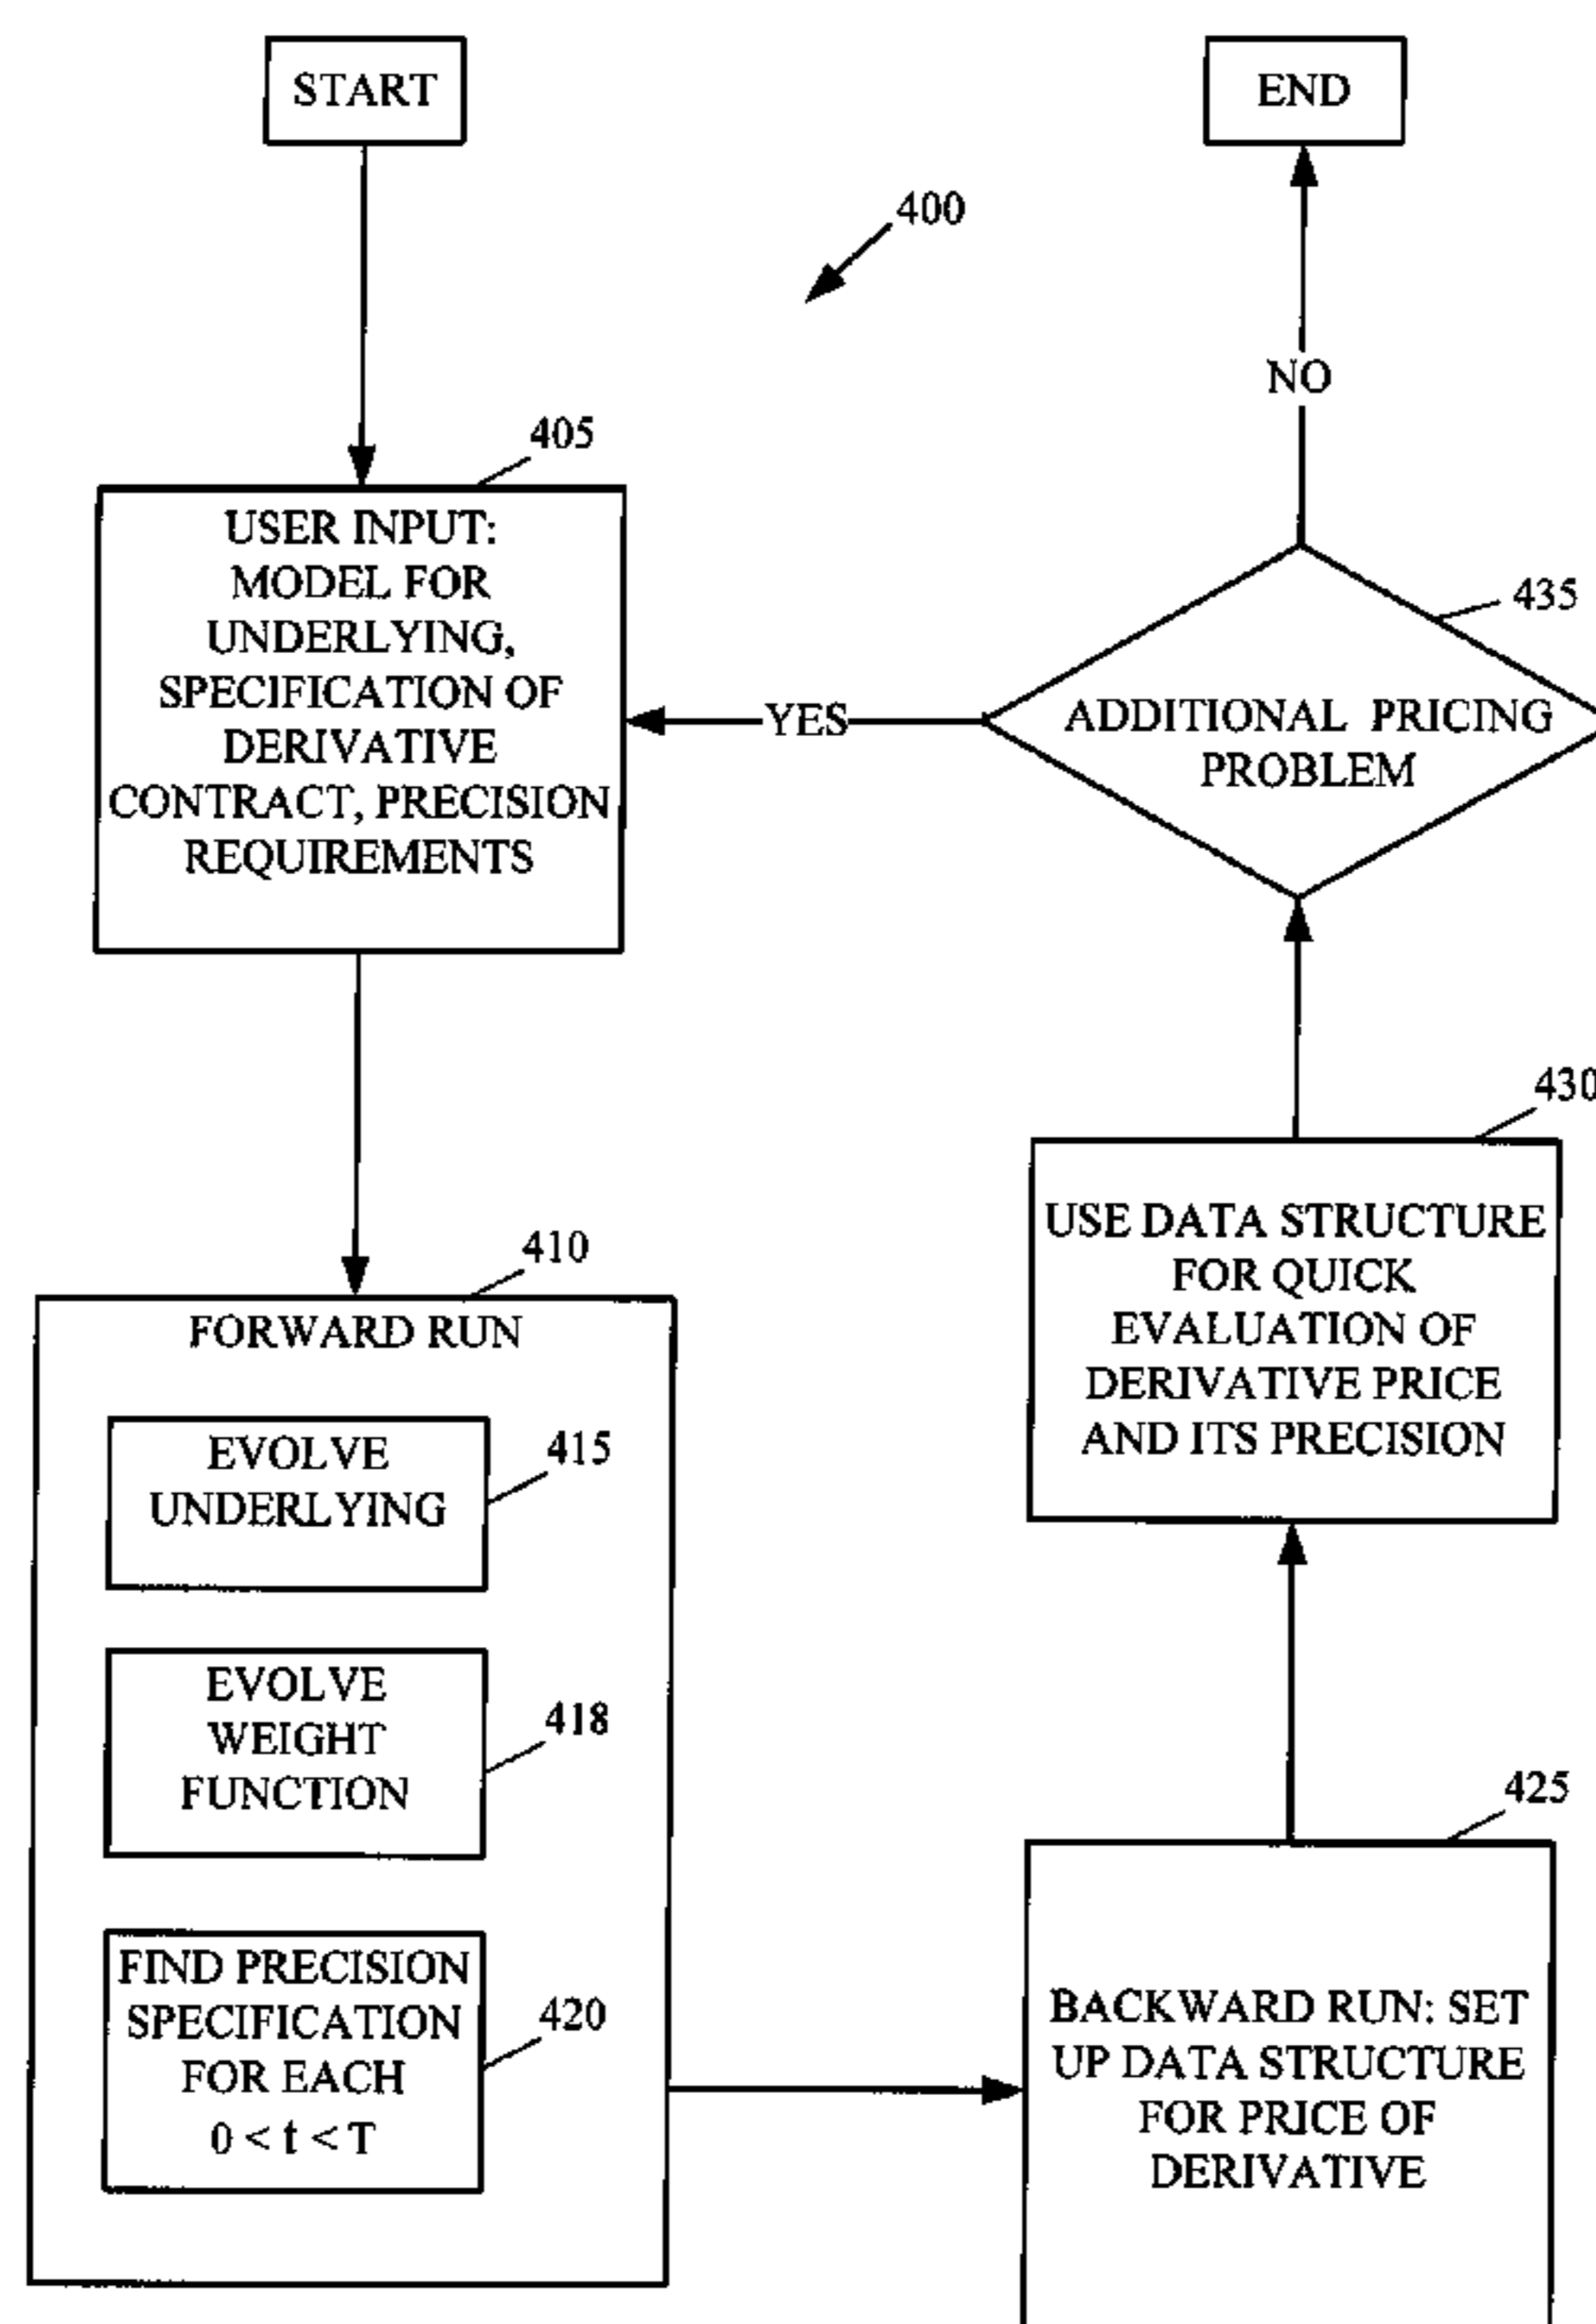 START
END
400
405
USER INPUT:
MODEL FOR
UNDERLYING,
SPECIFICATION OF
DERIVATIVE
CONTRACT, PRECISION
REQUIREMENTS
NO
435
YES
ADDITIONAL PRICING
PROBLEM
410
FORWARD RUN
415
EVOLVE
UNDERLYING
418
EVOLVE
WEIGHT
FUNCTION
420
FIND PRECISION
SPECIFICATION
FOR EACH
0 < t < T
430
USE DATA STRUCTURE
FOR QUICK
EVALUATION OF
DERIVATIVE PRICE
AND ITS PRECISION
425
BACKWARD RUN: SET
UP DATA STRUCTURE
FOR PRICE OF
DERIVATIVE